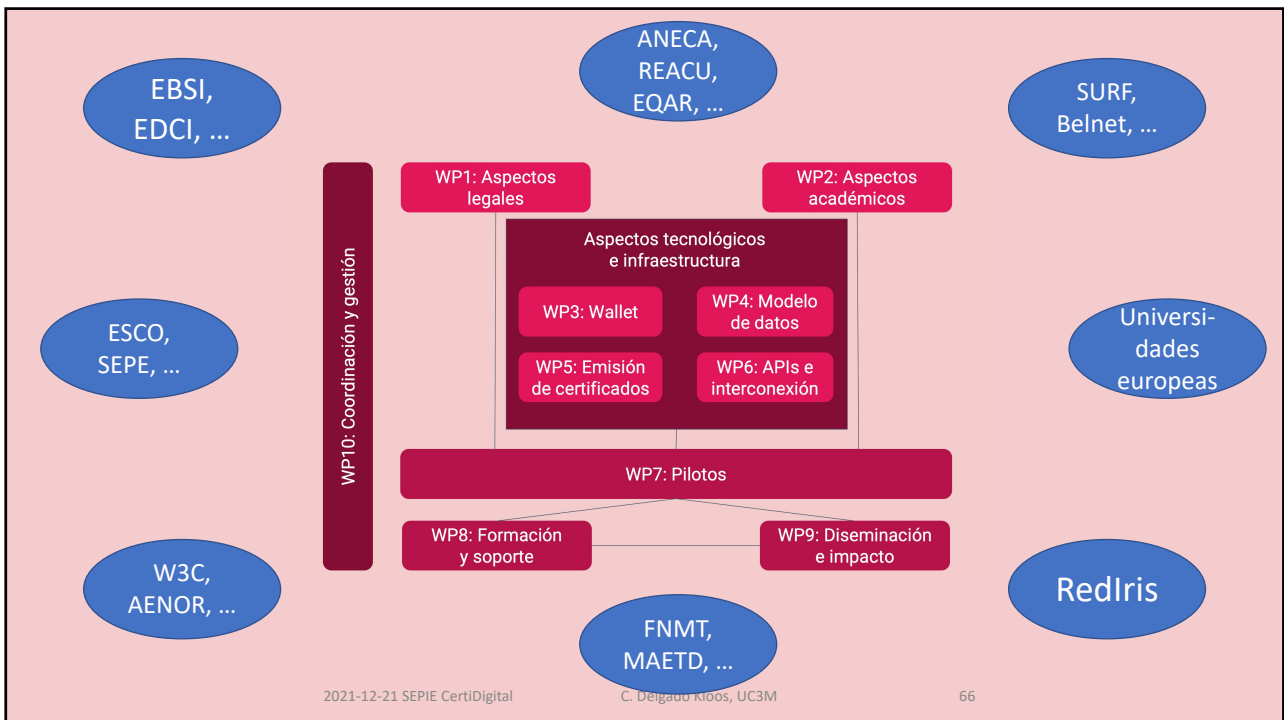 ANECA,
REACU,
EQAR, ...
EBSI,
EDCI, ...
SURF,
Belnet, ...
WP1: Aspectos
legales
WP2: Aspectos
académicos
Aspectos tecnológicos
e infraestructura
WP10: Coordinación y gestión
WP3: Wallet
WP4: Modelo
de datos
ESCO,
SEPE, ...
Universi-
dades
europeas
WP5: Emisión
de certificados
WP6: APIs e
interconexión
WP7: Pilotos
WP8: Formación
y soporte
WP9: Diseminación
e impacto
W3C,
AENOR, ...
RedIris
FNMT,
MAETD, ...
2021-12-21 SEPIE CertiDigital
C. Delgado Kloos, UC3M
66